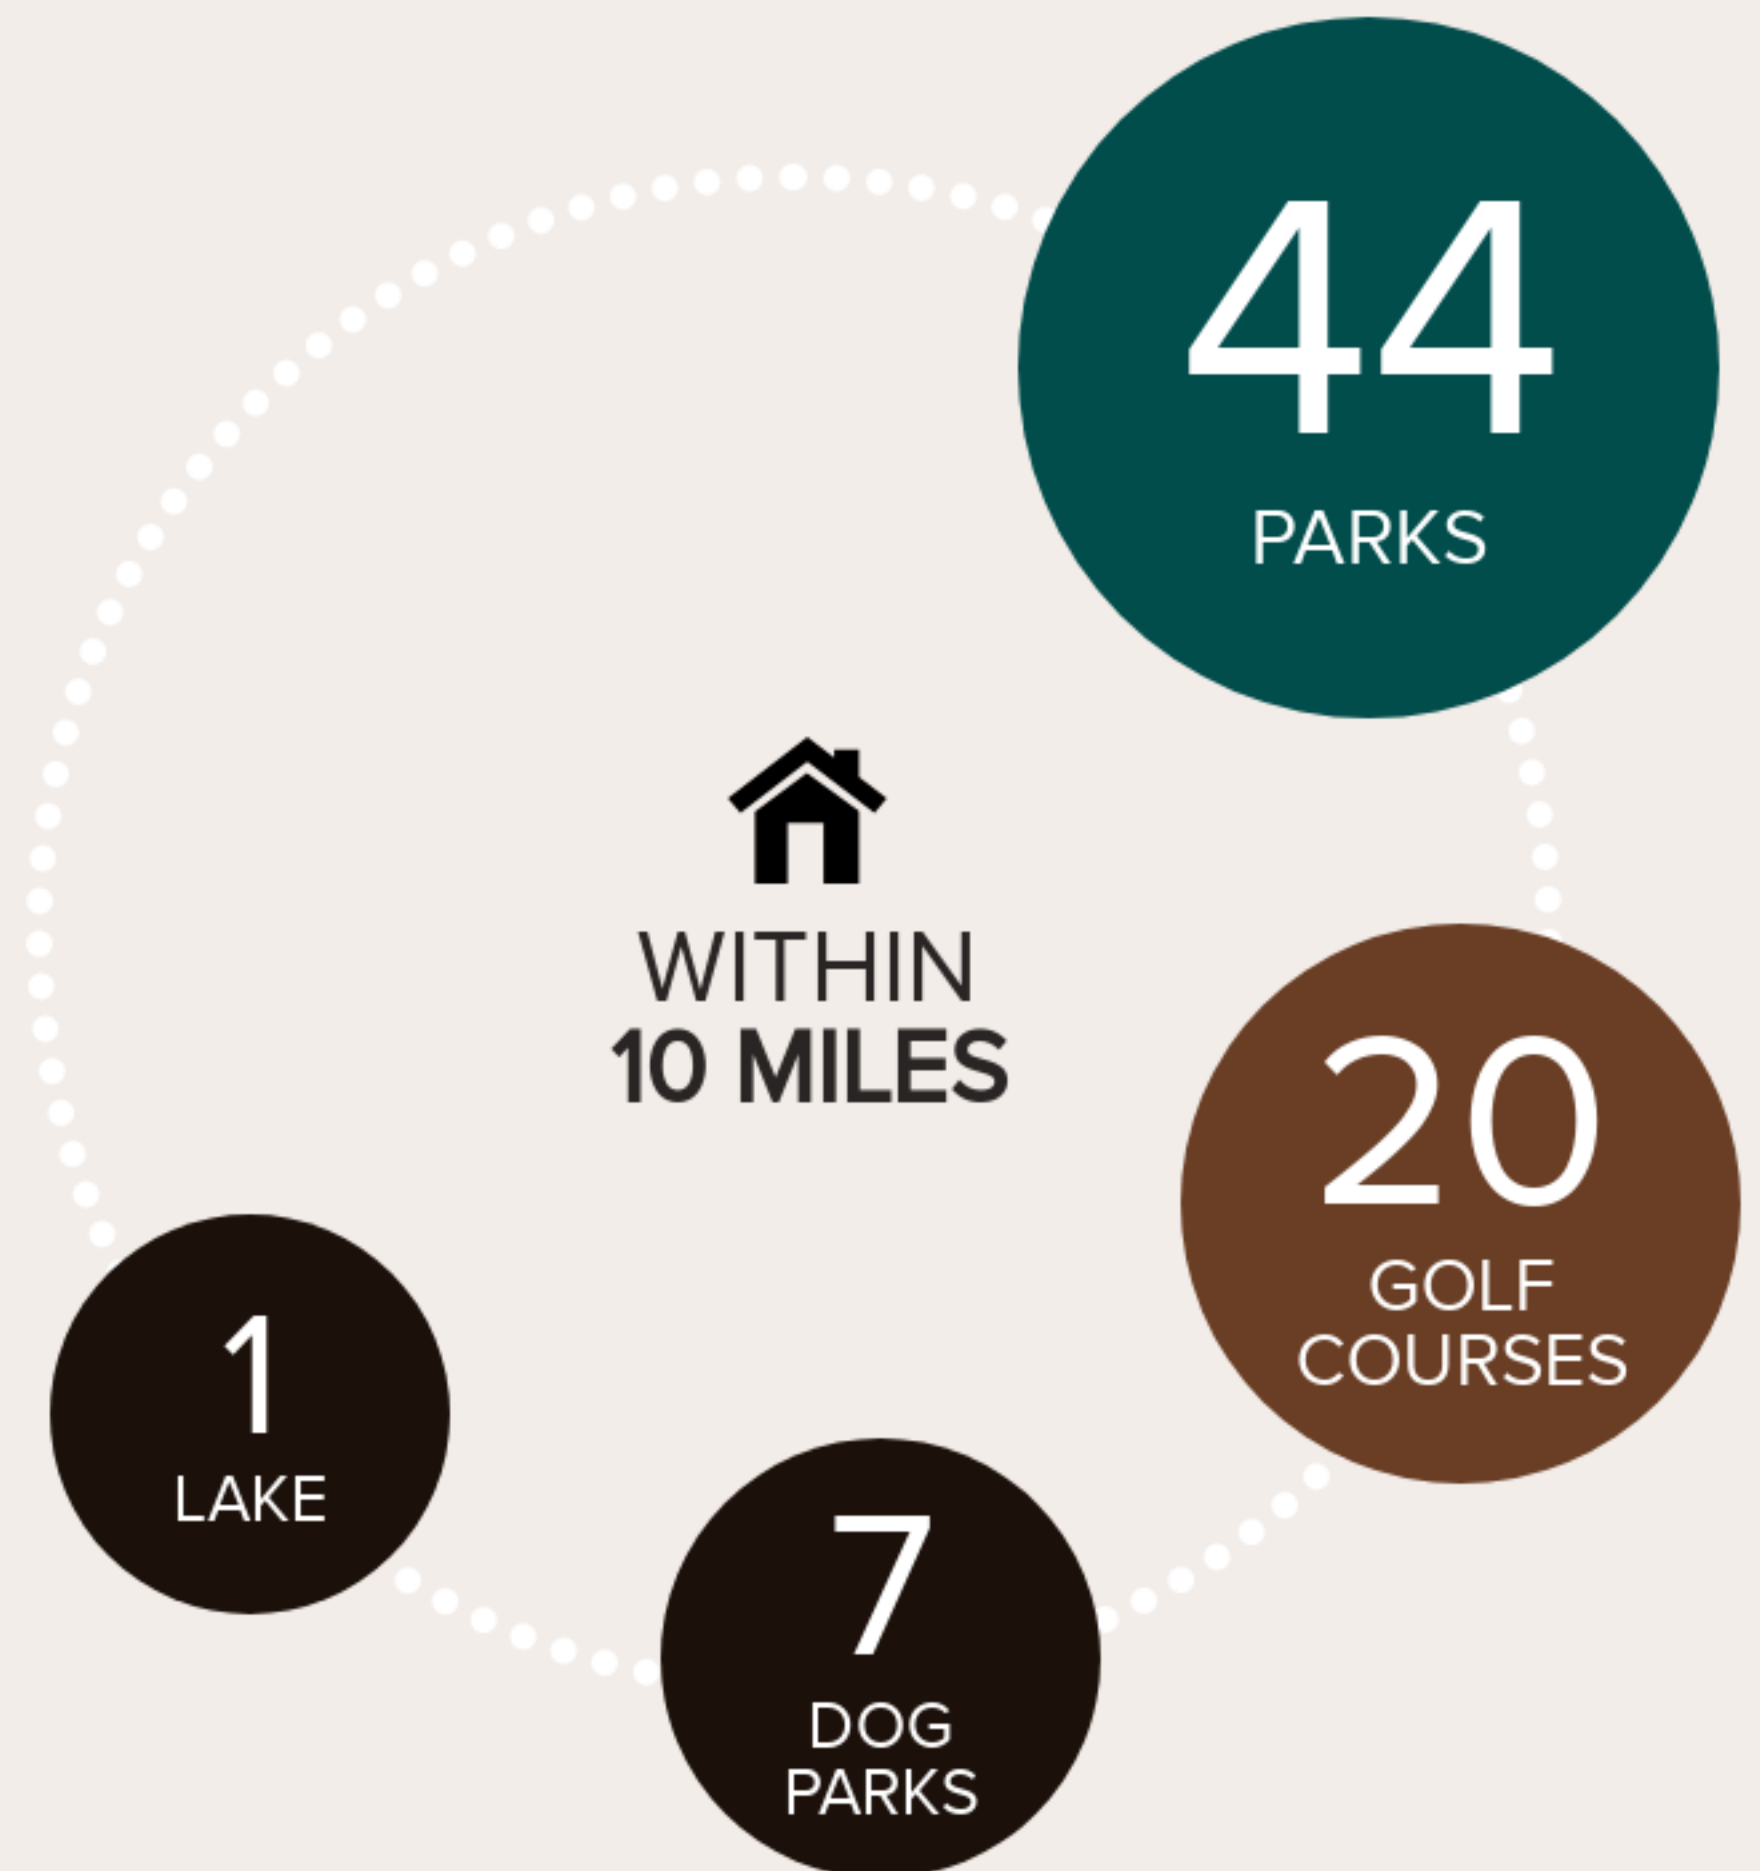 44
PARKS
WITHIN
10 MILES
20
GOLF
COURSES
1
LAKE
7
DOG
PARKS